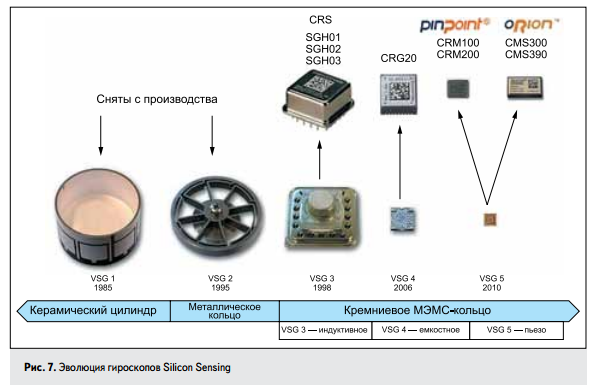 CRS
SGH01
SGH02
SGH03
CRG20
pinpoint®
CRM100
CRM200
orion™
CMS300
CMS390
Сняты с производства
VSG 1
1985
VSG 2
1995
VSG 3
1998
VSG 4
2006
VSG 5
2010
Керамический цилиндр
Металлическое
кольцо
Кремниевое МЭМС-кольцо
VSG 3 — индуктивное
VSG 4 — емкостное
VSG 5 — пьезо
Рис. 7. Эволюция гироскопов Silicon Sensing